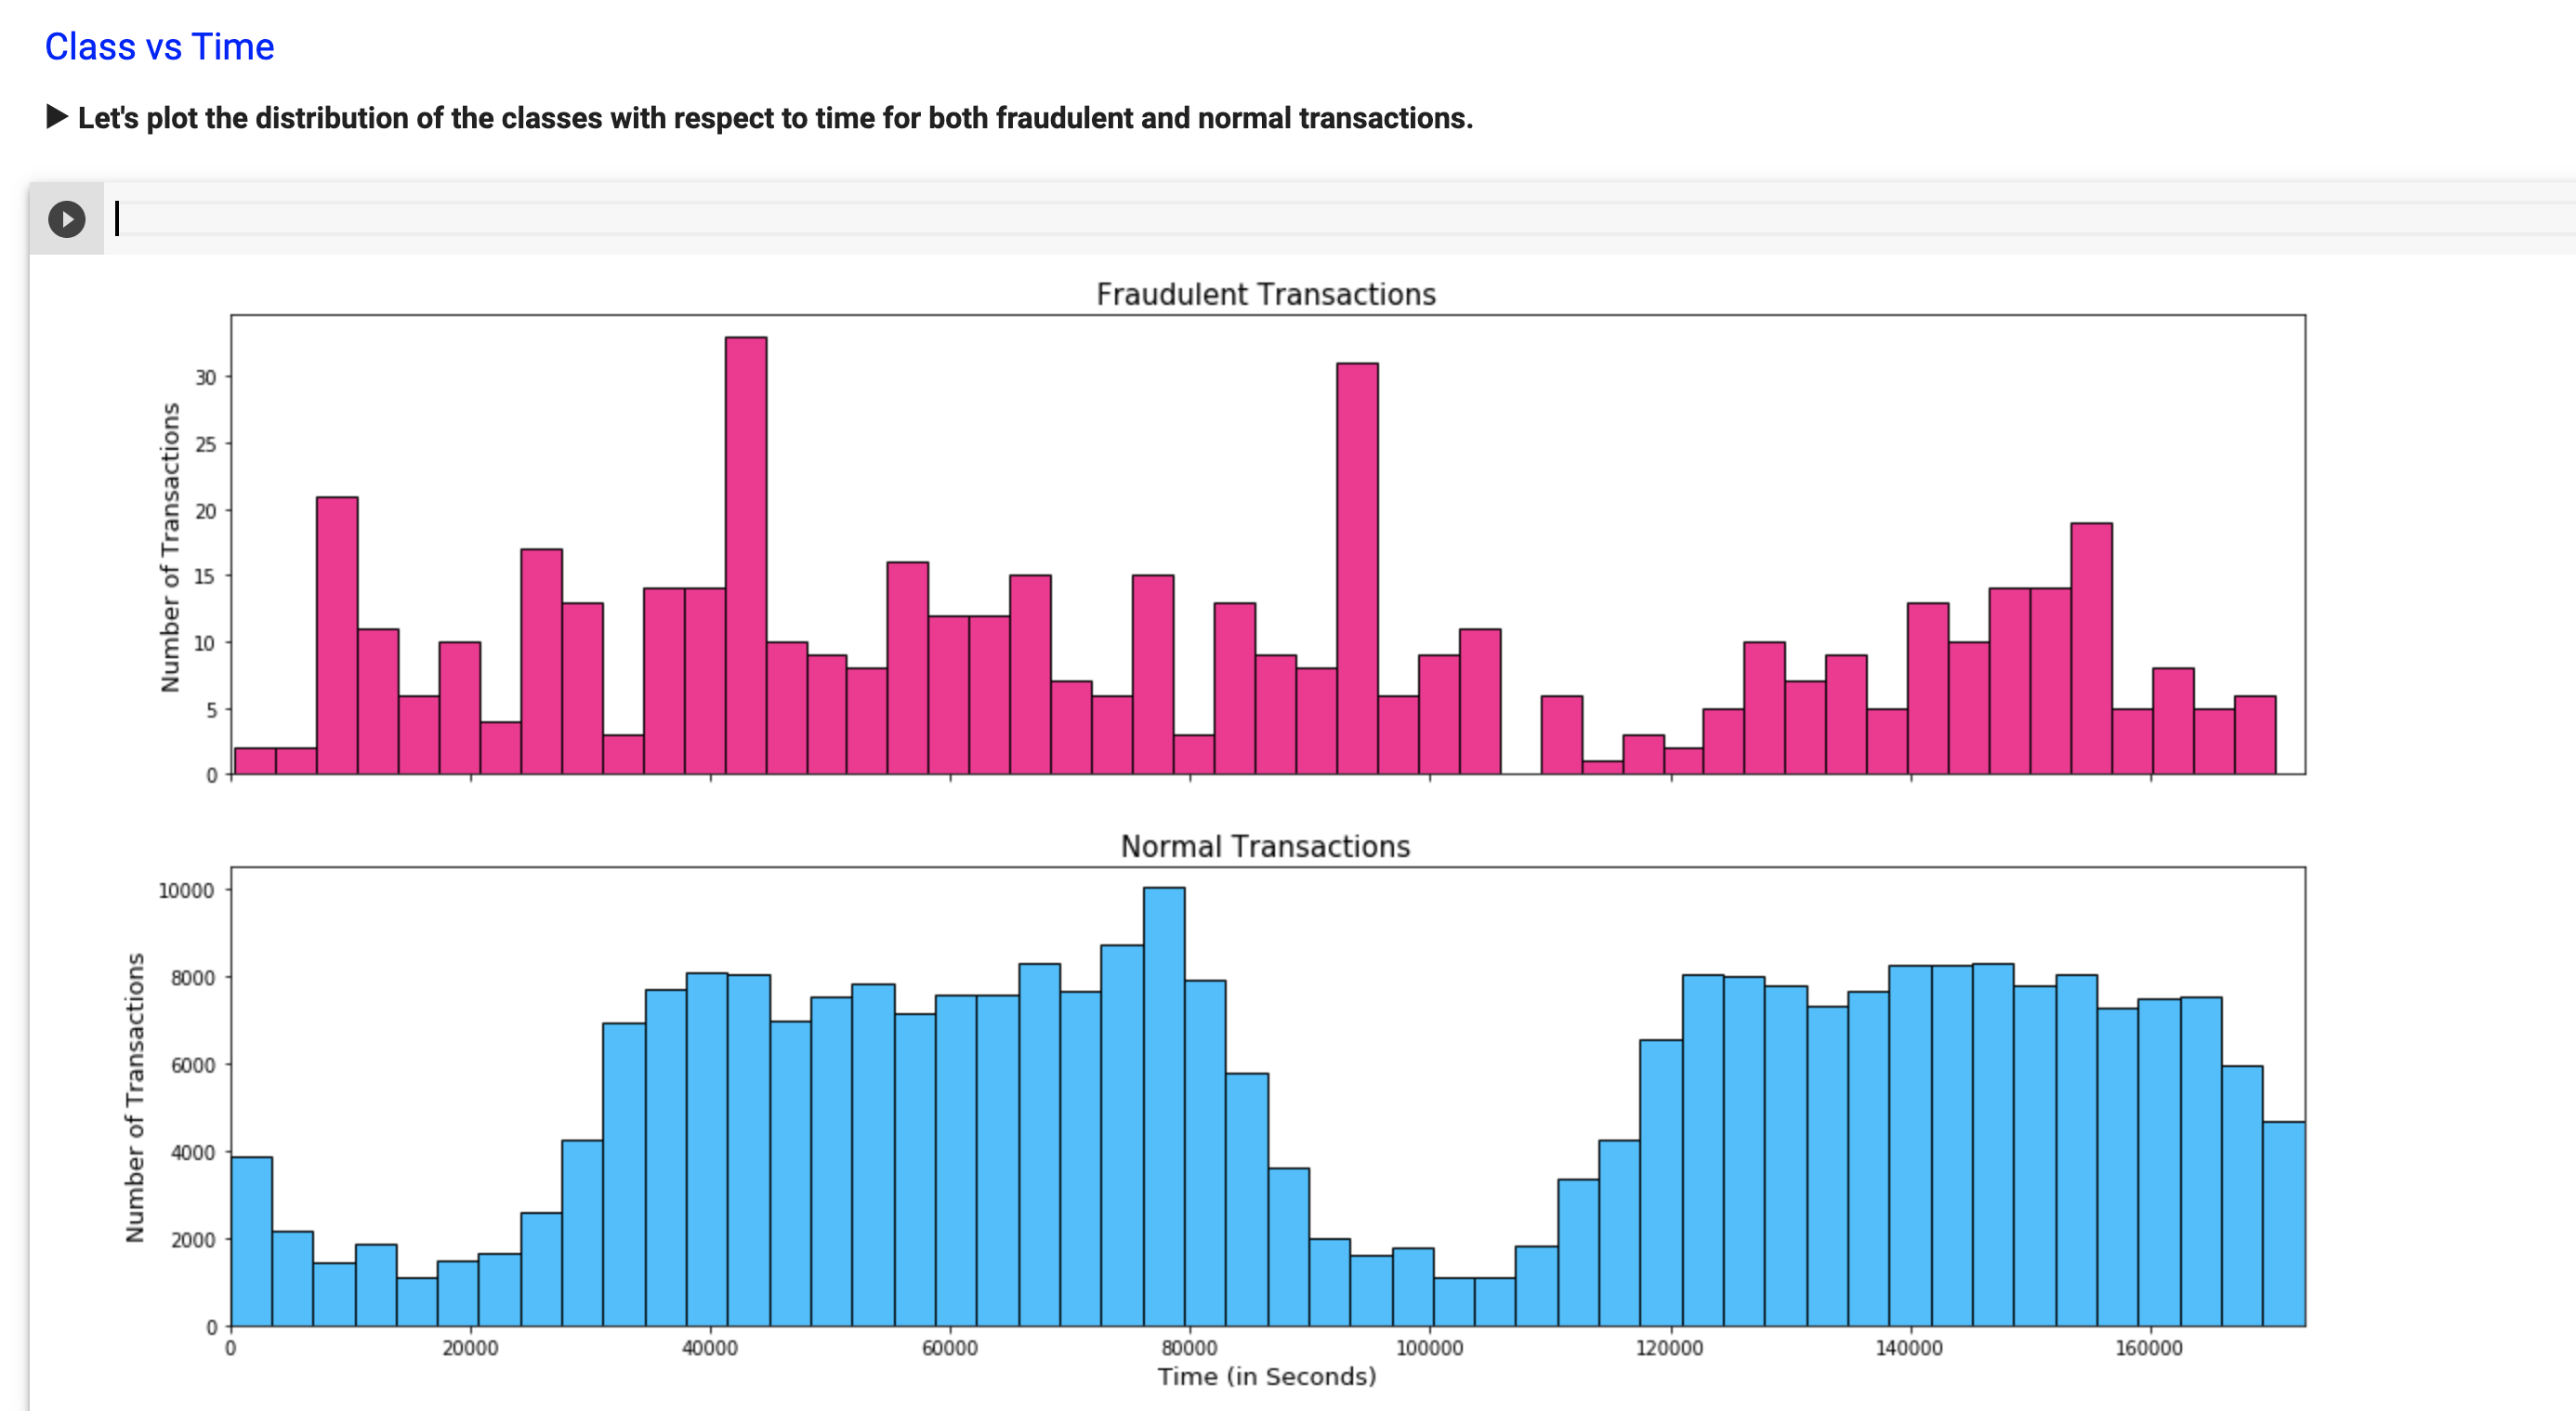 Class vs Time
▶ Let's plot the distribution of the classes with respect to time for both fraudulent and normal transactions.
Fraudulent Transactions
Number of Transactions
30
25
20
15
10
5
0
Normal Transactions
Number of Transactions
10000
8000
6000
4000
2000
0
0 20000 40000 60000 80000 100000 120000 140000 160000
Time (in Seconds)